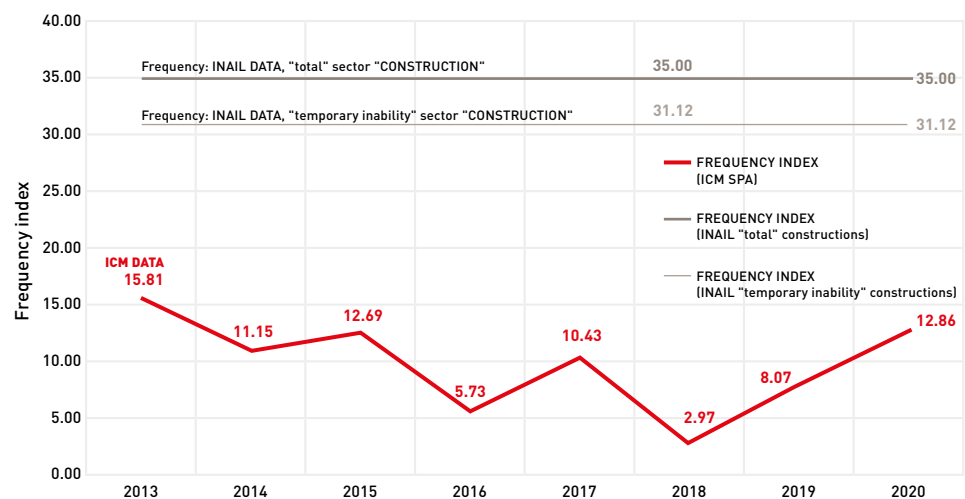 40.00
Frequency: INAIL DATA, "total" sector "CONSTRUCTION"
35.00
35.00
35.00
Frequency: INAIL DATA, "temporary inability" sector "CONSTRUCTION"
31.12
31.12
30.00
FREQUENCY INDEX
(ICM SPA)
25.00
FREQUENCY INDEX
(INAIL "total" constructions)
20.00
FREQUENCY INDEX
(INAIL "temporary inability" constructions)
Frequency index
ICM DATA
15.81
15.00
11.15
12.69
5.73
10.43
2.97
8.07
12.86
10.00
5.00
0.00
2013 2014 2015 2016 2017 2018 2019 2020